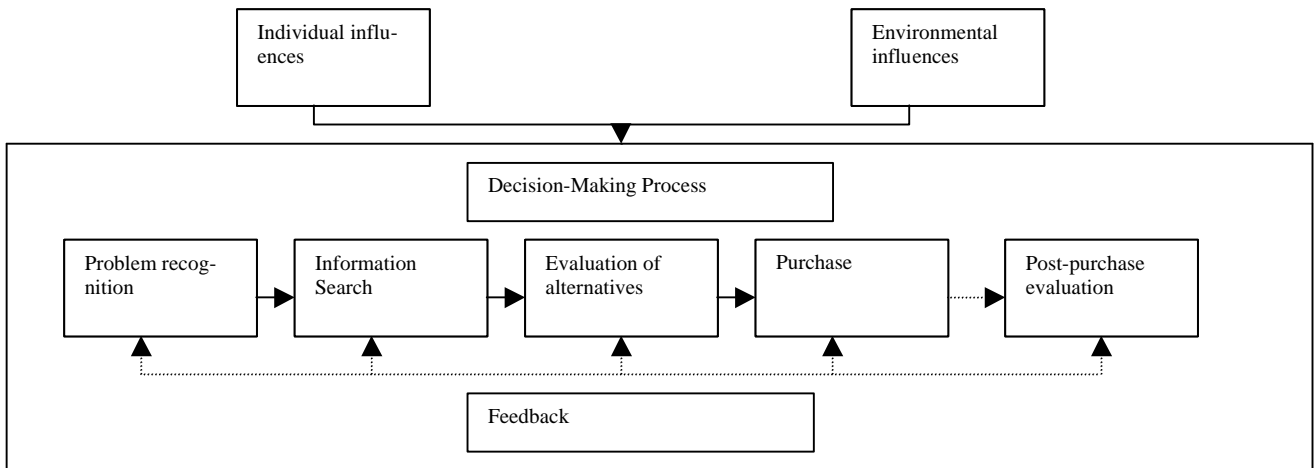 Individual influ-
ences
Environmental
influences
Decision-Making Process
Problem recog-
nition
Information
Search
Evaluation of
alternatives
Purchase
Post-purchase
evaluation
Feedback